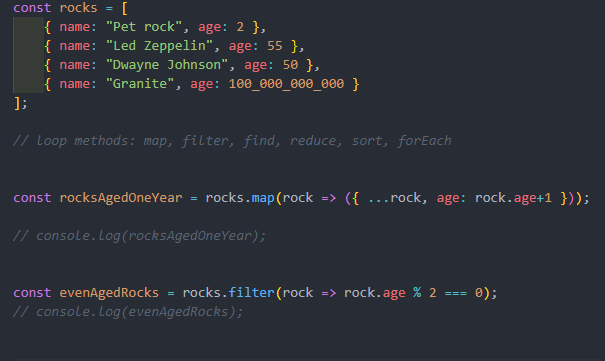 const rocks = [
{ name: "Pet rock", age: 2 },
{ name: "Led Zeppelin", age: 55 },
{ name: "Dwayne Johnson", age: 50 },
{ name: "Granite", age: 100_000_000_000 }
];
// loop methods: map, filter, find, reduce, sort, forEach
const rocksAgedOneYear = rocks.map(rock => ({ ...rock, age: rock.age+1 }));
// console.log(rocksAgedOneYear);
const evenAgedRocks = rocks.filter(rock => rock.age % 2 === 0);
// console.log(evenAgedRocks);